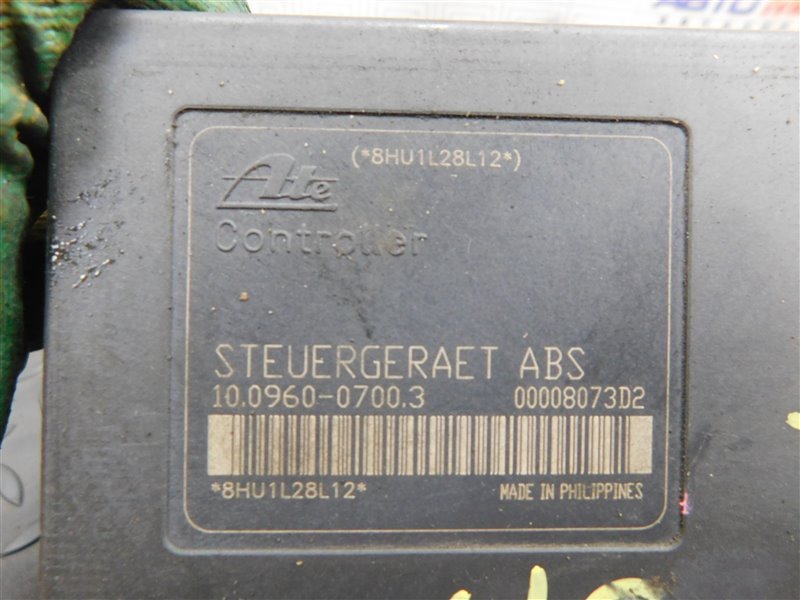 (*8HU1L28L12*)
Ate
Controller
STEUERGERAET ABS
10.0960-0700.3 00008073D2
*8HU1L28L12*
MADE IN PHILIPPINES